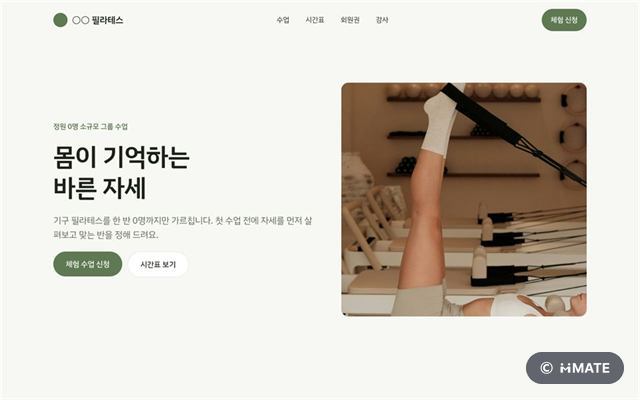 ○○ 필라테스
수업 시간표 회원권 강사
체험 신청
정원 0명 소규모 그룹 수업
몸이 기억하는
바른 자세
기구 필라테스를 한 반 0명까지만 가르칩니다. 첫 수업 전에 자세를 먼저 살
펴보고 맞는 반을 정해 드려요.
체험 수업 신청
시간표 보기
© MMATE